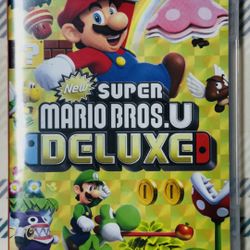 New
SUPER
MARIO BROS. U
DELUXE